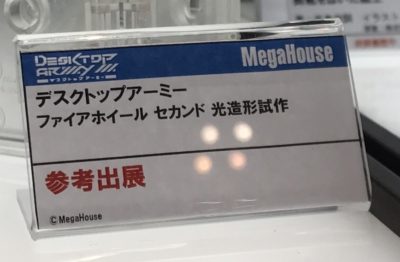 DESKTOP ARMY
デスクトップアーミー
MegaHouse
デスクトップアーミー
ファイアホイール セカンド 光造形試作
参考出展
© MegaHouse